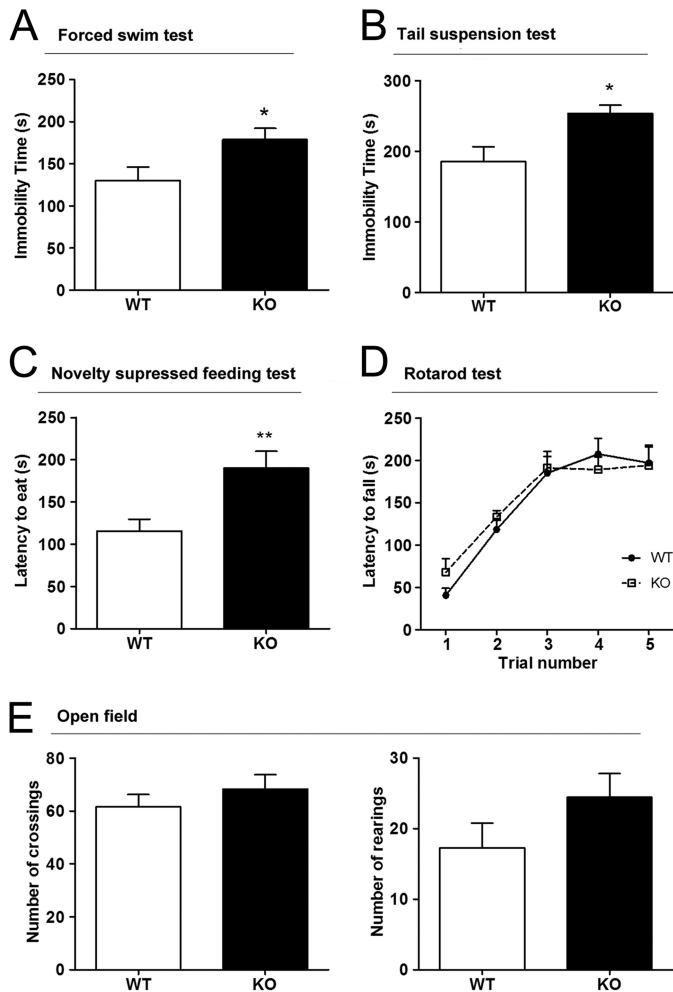 A
Forced swim test
Immobility Time (s)
250
200
150
100
50
0
*
WT
KO
B
Tail suspension test
Immobility Time (s)
300
200
100
0
*
WT
KO
C
Novelty supressed feeding test
Latency to eat (s)
250
200
150
100
50
0
**
WT
KO
D
Rotarod test
Latency to fall (s)
250
200
150
100
50
0
WT
KO
1 2 3 4 5
Trial number
E
Open field
Number of crossings
80
60
40
20
0
WT
KO
Number of rearings
30
20
10
0
WT
KO